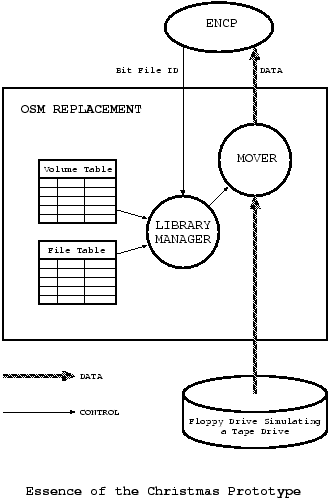 ENCP
Bit File ID
DATA
OSM REPLACEMENT
MOVER
Volume Table
LIBRARY
MANAGER
File Table
DATA
CONTROL
Floppy Drive Simulating
a Tape Drive
Essence of the Christmas Prototype